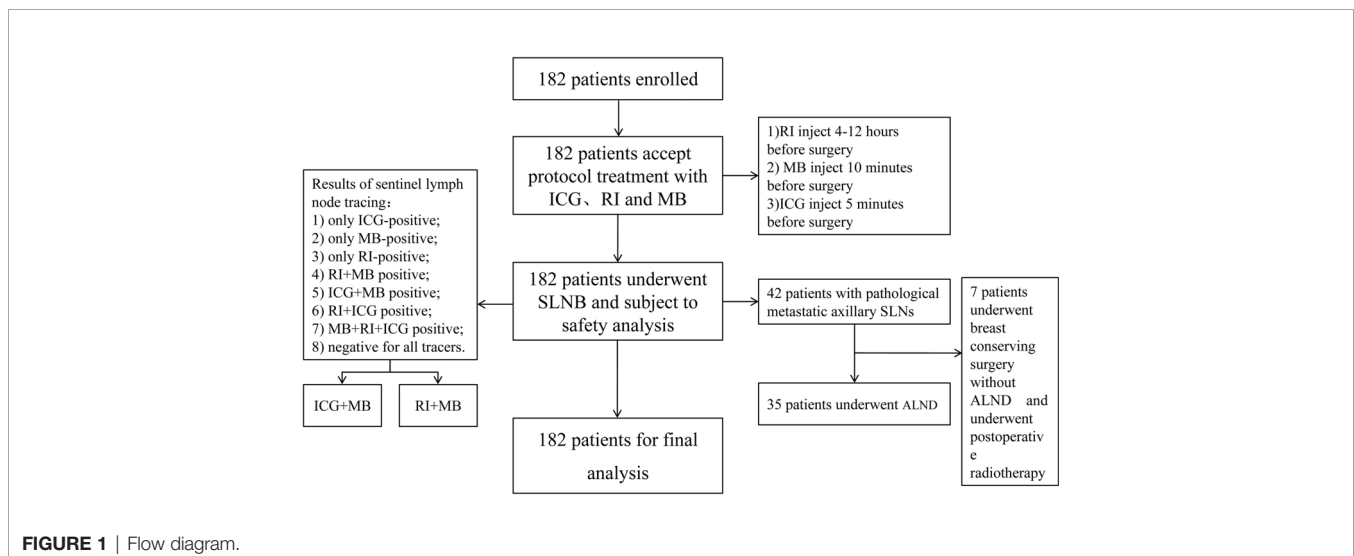 182 patients enrolled
182 patients accept
protocol treatment with
ICG、RI and MB
1)RI inject 4-12 hours
before surgery
2) MB inject 10 minutes
before surgery
3)ICG inject 5 minutes
before surgery
Results of sentinel lymph
node tracing：
1) only ICG-positive;
2) only MB-positive;
3) only RI-positive;
4) RI+MB positive;
5) ICG+MB positive;
6) RI+ICG positive;
7) MB+RI+ICG positive;
8) negative for all tracers.
182 patients underwent
SLNB and subject to
safety analysis
42 patients with pathological
metastatic axillary SLNs
7 patients
underwent
breast
conserving
surgery
without
ALND and
underwent
postoperativ
e
radiotherapy
ICG+MB
RI+MB
35 patients underwent ALND
182 patients for final
analysis
FIGURE 1 | Flow diagram.